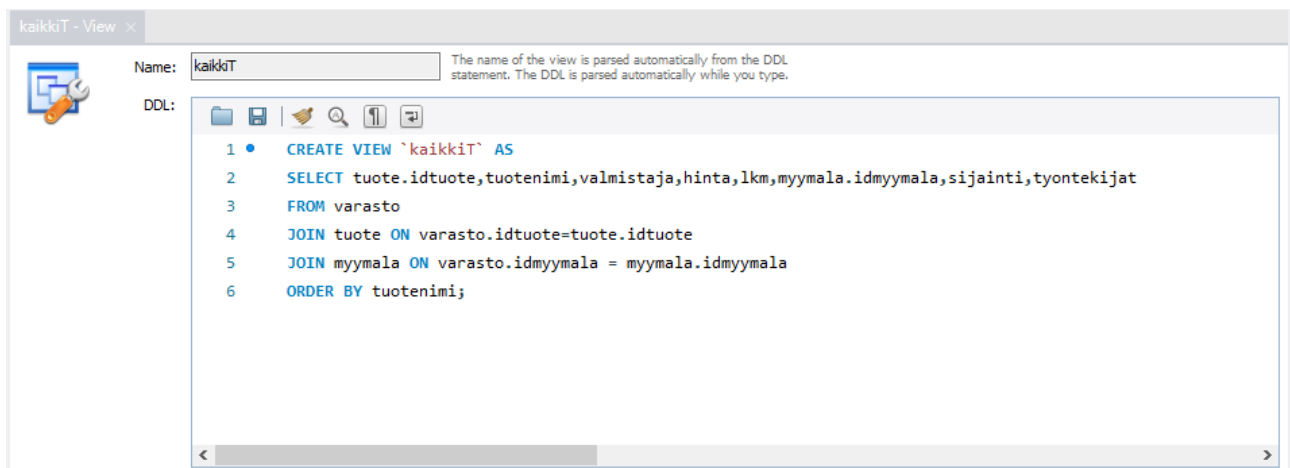 kaikkiT - View ×
Name: kaikkiT The name of the view is parsed automatically from the DDL
statement. The DDL is parsed automatically while you type.
DDL:
1 CREATE VIEW `kaikkiT` AS
2 SELECT tuote.idtuote,tuotenimi,valmistaja,hinta,lkm,myymala.idmyymala,sijainti,tyontekijat
3 FROM varasto
4 JOIN tuote ON varasto.idtuote=tuote.idtuote
5 JOIN myymala ON varasto.idmyymala = myymala.idmyymala
6 ORDER BY tuotenimi;